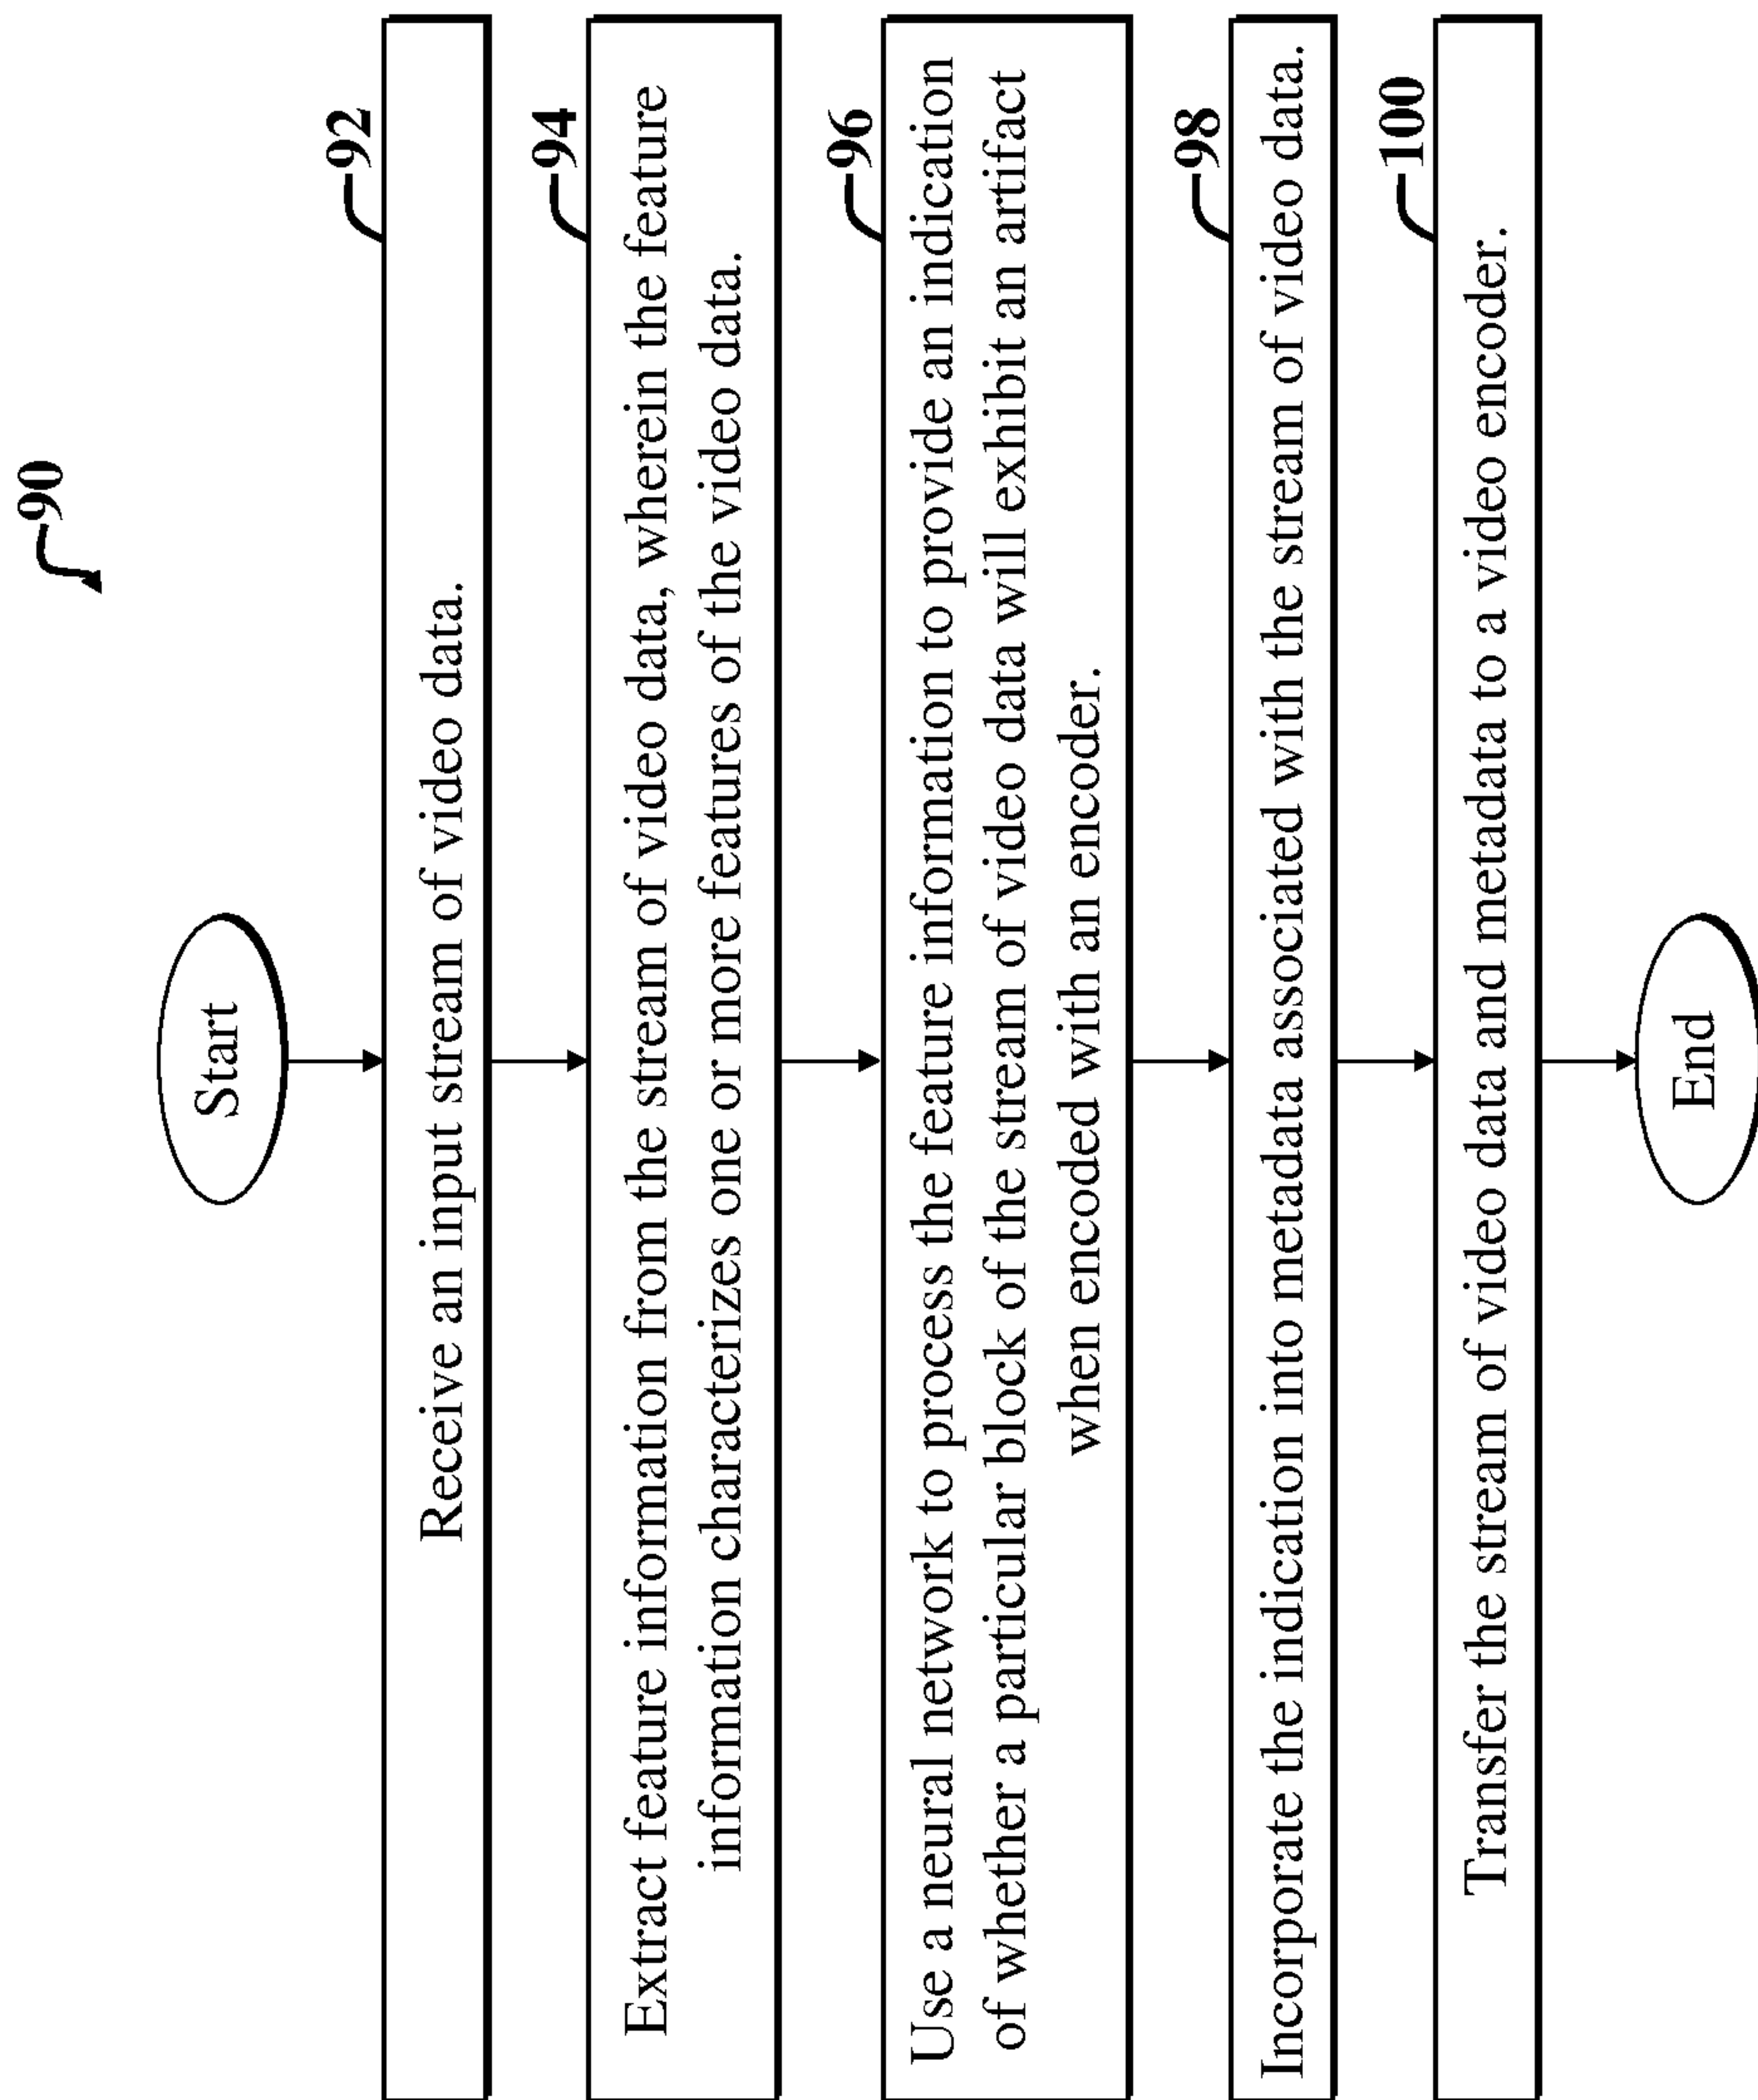 90
Start
92
Receive an input stream of video data.
94
Extract feature information from the stream of video data, wherein the feature
information characterizes one or more features of the video data.
96
Use a neural network to process the feature information to provide an indication
of whether a particular block of the stream of video data will exhibit an artifact
when encoded with an encoder.
98
Incorporate the indication into metadata associated with the stream of video data.
100
Transfer the stream of video data and metadata to a video encoder.
End